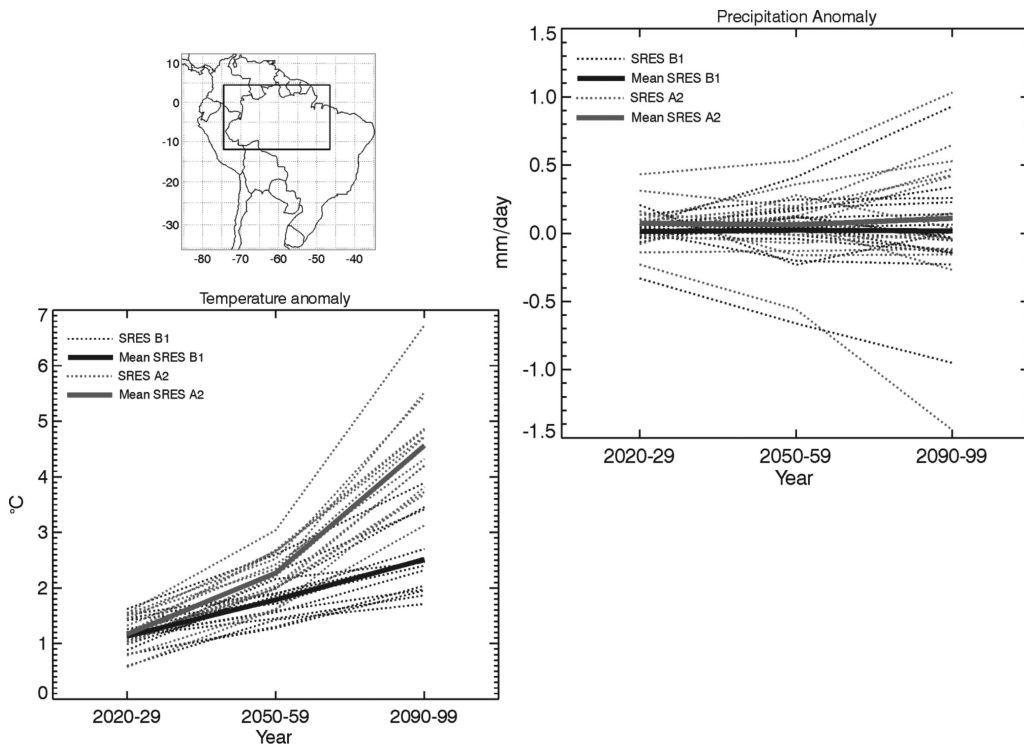 10
0
-10
-20
-30
-80 -70 -60 -50 -40
Precipitation Anomaly
1.5
1.0
0.5
0.0
-0.5
-1.0
-1.5
mm/day
SRES B1
Mean SRES B1
SRES A2
Mean SRES A2
2020-29 2050-59 2090-99
Year
Temperature anomaly
7
6
5
4
3
2
1
0
°C
SRES B1
Mean SRES B1
SRES A2
Mean SRES A2
2020-29 2050-59 2090-99
Year